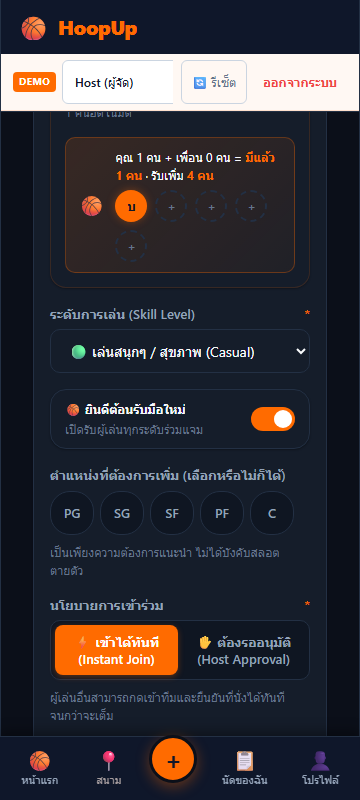 HoopUp
DEMO
Host (ผู้จัด)
รีเซ็ต
ออกจากระบบ
คุณ 1 คน + เพื่อน 0 คน = มีแล้ว
1 คน · รับเพิ่ม 4 คน
บ
+
+
+
+
ระดับการเล่น (Skill Level)
*
เล่นสนุกๆ / สุขภาพ (Casual)
ยินดีต้อนรับมือใหม่
เปิดรับผู้เล่นทุกระดับร่วมแจม
ตำแหน่งที่ต้องการเพิ่ม (เลือกหรือไม่ก็ได้)
PG
SG
SF
PF
C
เป็นเพียงความต้องการแนะนำ ไม่ได้บังคับสลอต
ตายตัว
นโยบายการเข้าร่วม
*
เข้าได้ทันที
(Instant Join)
ต้องรออนุมัติ
(Host Approval)
ผู้เล่นอื่นสามารถกดเข้าทีมและยืนยันที่นั่งได้ทันที
จนกว่าจะเต็ม
หน้าแรก
สนาม
+
นัดของฉัน
โปรไฟล์